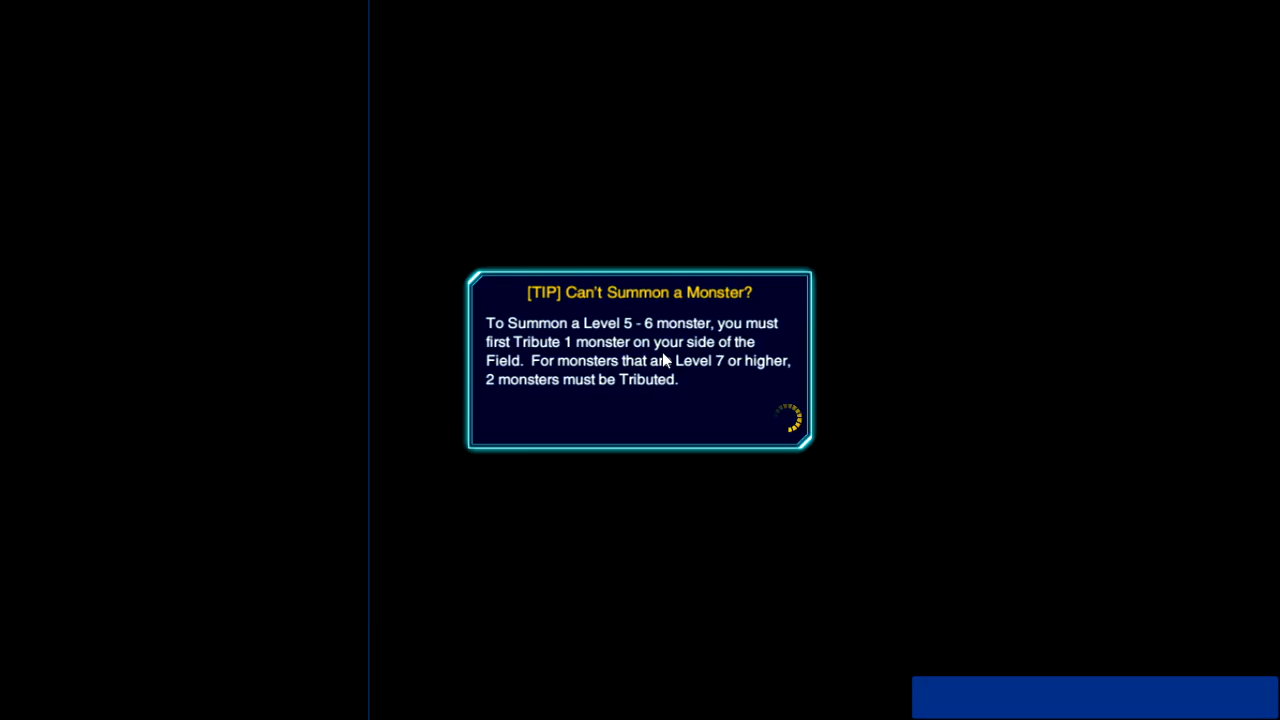 [TIP] Can't Summon a Monster?
To Summon a Level 5 - 6 monster, you must
first Tribute 1 monster on your side of the
Field.  For monsters that are Level 7 or higher,
2 monsters must be Tributed.